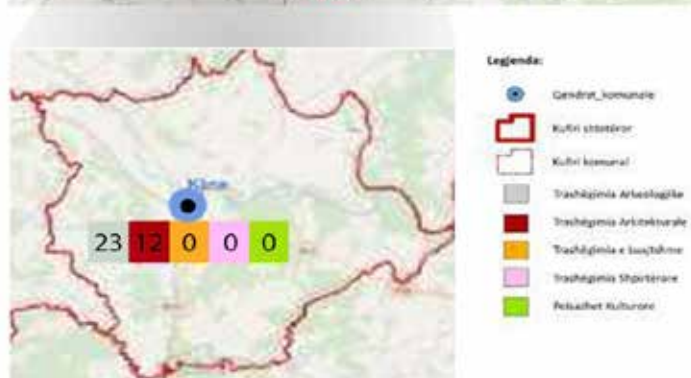 Legjenda:
Qendrat_komunale
Kufiri shtetëror
Kufiri komunal
Trashëgimia Arkeologjike
Trashëgimia Arkitekturale
Trashëgimia e luajtshme
Trashëgimia Shpirtërore
Peisazhet Kulturore
Klinë
23 12 0 0 0